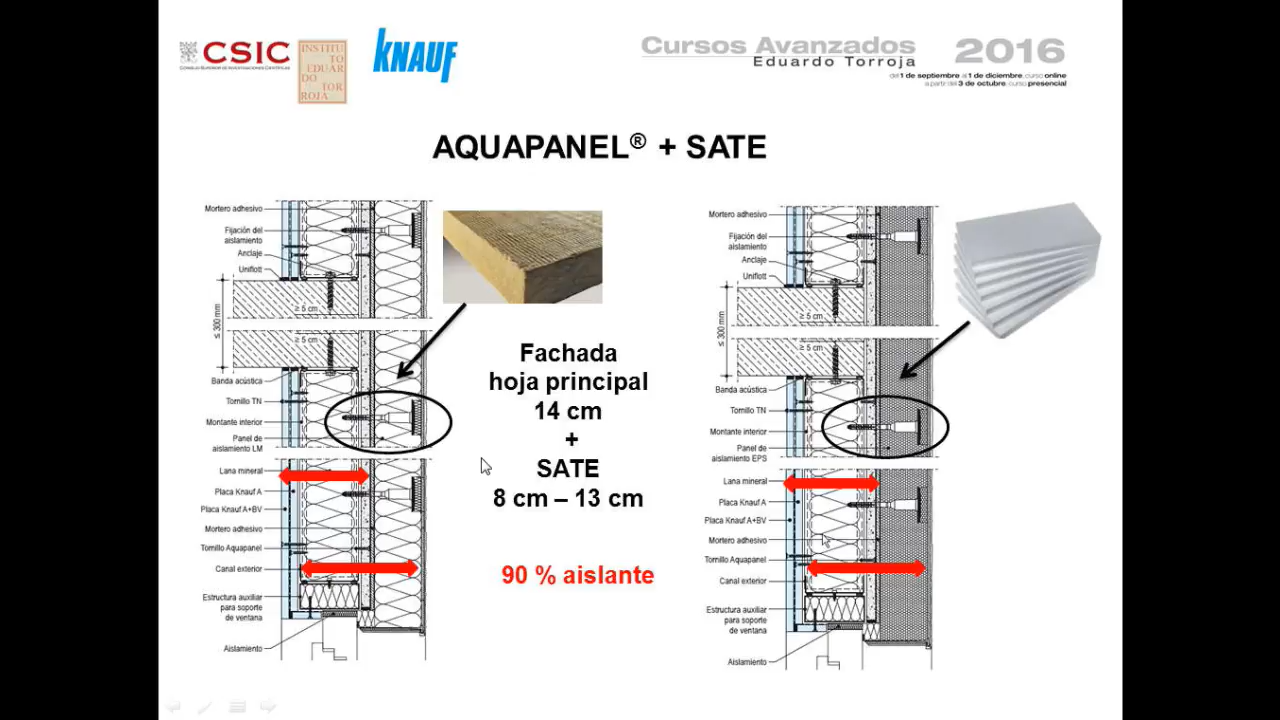 CSIC
CONSEJO SUPERIOR DE INVESTIGACIONES CIENTÍFICAS
INSTITU
TO
EDUAR
DO
TOR
ROJA
KNAUF
Cursos Avanzados
Eduardo Torroja
2016
del 1 de septiembre al 1 de diciembre, curso online
a partir del 3 de octubre, curso presencial
AQUAPANEL® + SATE
Mortero adhesivo
Fijación del
aislamiento
Anclaje
Uniflott
≤ 300 mm
≥ 5 cm
≥ 5 cm
Banda acústica
Tornillo TN
Montante interior
Panel de
aislamiento LM
Lana mineral
Placa Knauf A
Placa Knauf A+BV
Mortero adhesivo
Tornillo Aquapanel
Canal exterior
Estructura auxiliar
para soporte
de ventana
Aislamiento
Fachada
hoja principal
14 cm
+
SATE
8 cm – 13 cm
90 % aislante
Mortero adhesivo
Fijación del
aislamiento
Anclaje
Uniflott
≤ 300 mm
≥ 5 cm
≥ 5 cm
Banda acústica
Tornillo TN
Montante interior
Panel de
aislamiento EPS
Lana mineral
Placa Knauf A
Placa Knauf A+BV
Mortero adhesivo
Tornillo Aquapanel
Canal exterior
Estructura auxiliar
para soporte
de ventana
Aislamiento